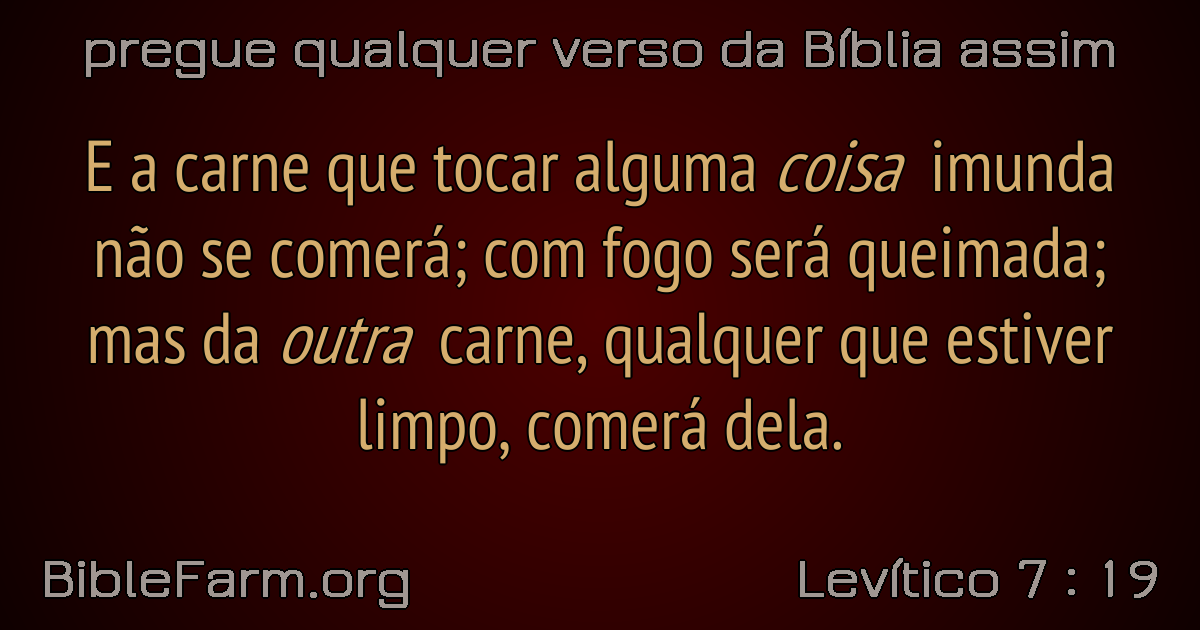 pregue qualquer verso da Bíblia assim
E a carne que tocar alguma coisa imunda
não se comerá; com fogo será queimada;
mas da outra carne, qualquer que estiver
limpo, comerá dela.
BibleFarm.org
Levítico 7 : 19